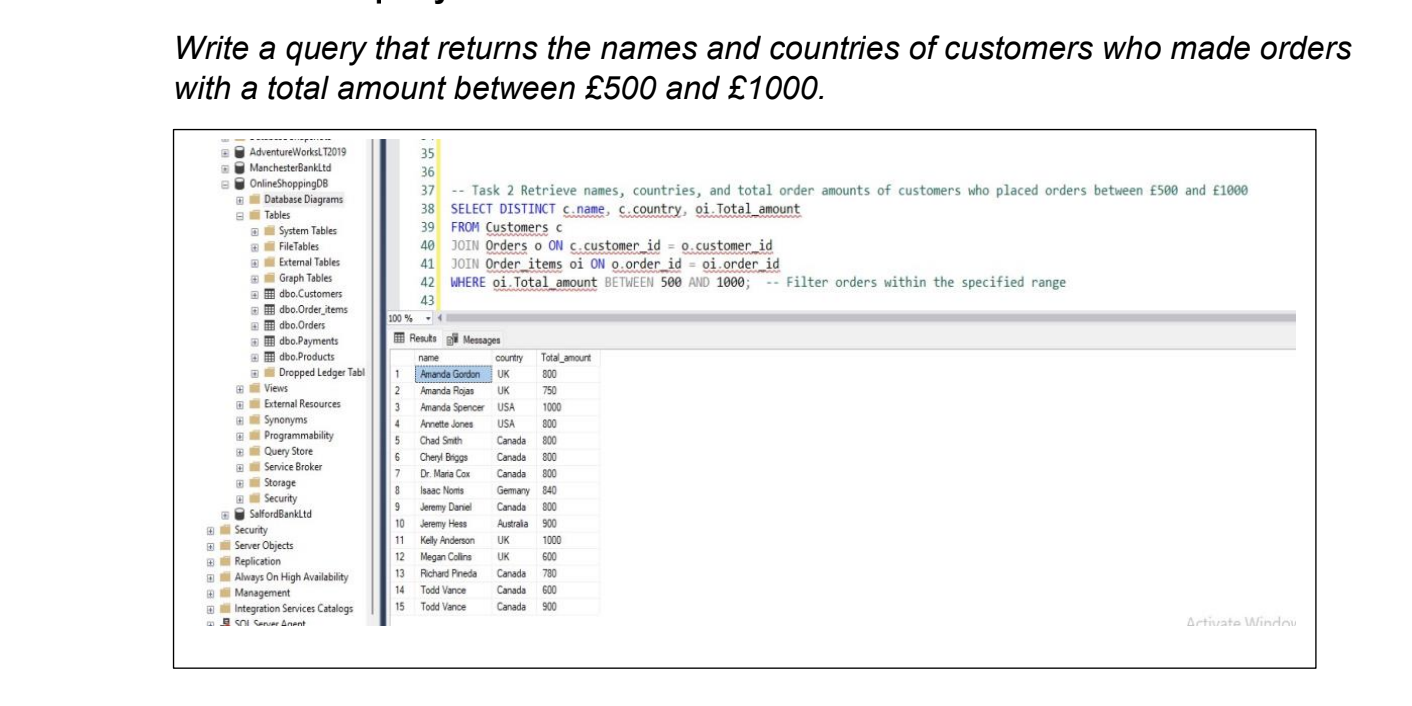 Write a query that returns the names and countries of customers who made orders
with a total amount between £500 and £1000.
AdventureWorksLT2019
ManchesterBankLtd
OnlineShoppingDB
Database Diagrams
Tables
System Tables
FileTables
External Tables
Graph Tables
dbo.Customers
dbo.Order_items
dbo.Orders
dbo.Payments
dbo.Products
Dropped Ledger Tabl
Views
External Resources
Synonyms
Programmability
Query Store
Service Broker
Storage
Security
SalfordBankLtd
Security
Server Objects
Replication
Always On High Availability
Management
Integration Services Catalogs
SQL Server Agent
35
36
37 -- Task 2 Retrieve names, countries, and total order amounts of customers who placed orders between £500 and £1000
38 SELECT DISTINCT c.name, c.country, oi.Total_amount
39 FROM Customers c
40 JOIN Orders o ON c.customer_id = o.customer_id
41 JOIN Order_items oi ON o.order_id = oi.order_id
42 WHERE oi.Total_amount BETWEEN 500 AND 1000; -- Filter orders within the specified range
43
100 %
Results Messages
name country Total_amount
1 Amanda Gordon UK 800
2 Amanda Rojas UK 750
3 Amanda Spencer USA 1000
4 Annette Jones USA 800
5 Chad Smith Canada 800
6 Cheryl Briggs Canada 800
7 Dr. Maria Cox Canada 800
8 Isaac Norris Germany 840
9 Jeremy Daniel Canada 800
10 Jeremy Hess Australia 900
11 Kelly Anderson UK 1000
12 Megan Collins UK 600
13 Richard Pineda Canada 780
14 Todd Vance Canada 600
15 Todd Vance Canada 900
Activate Window